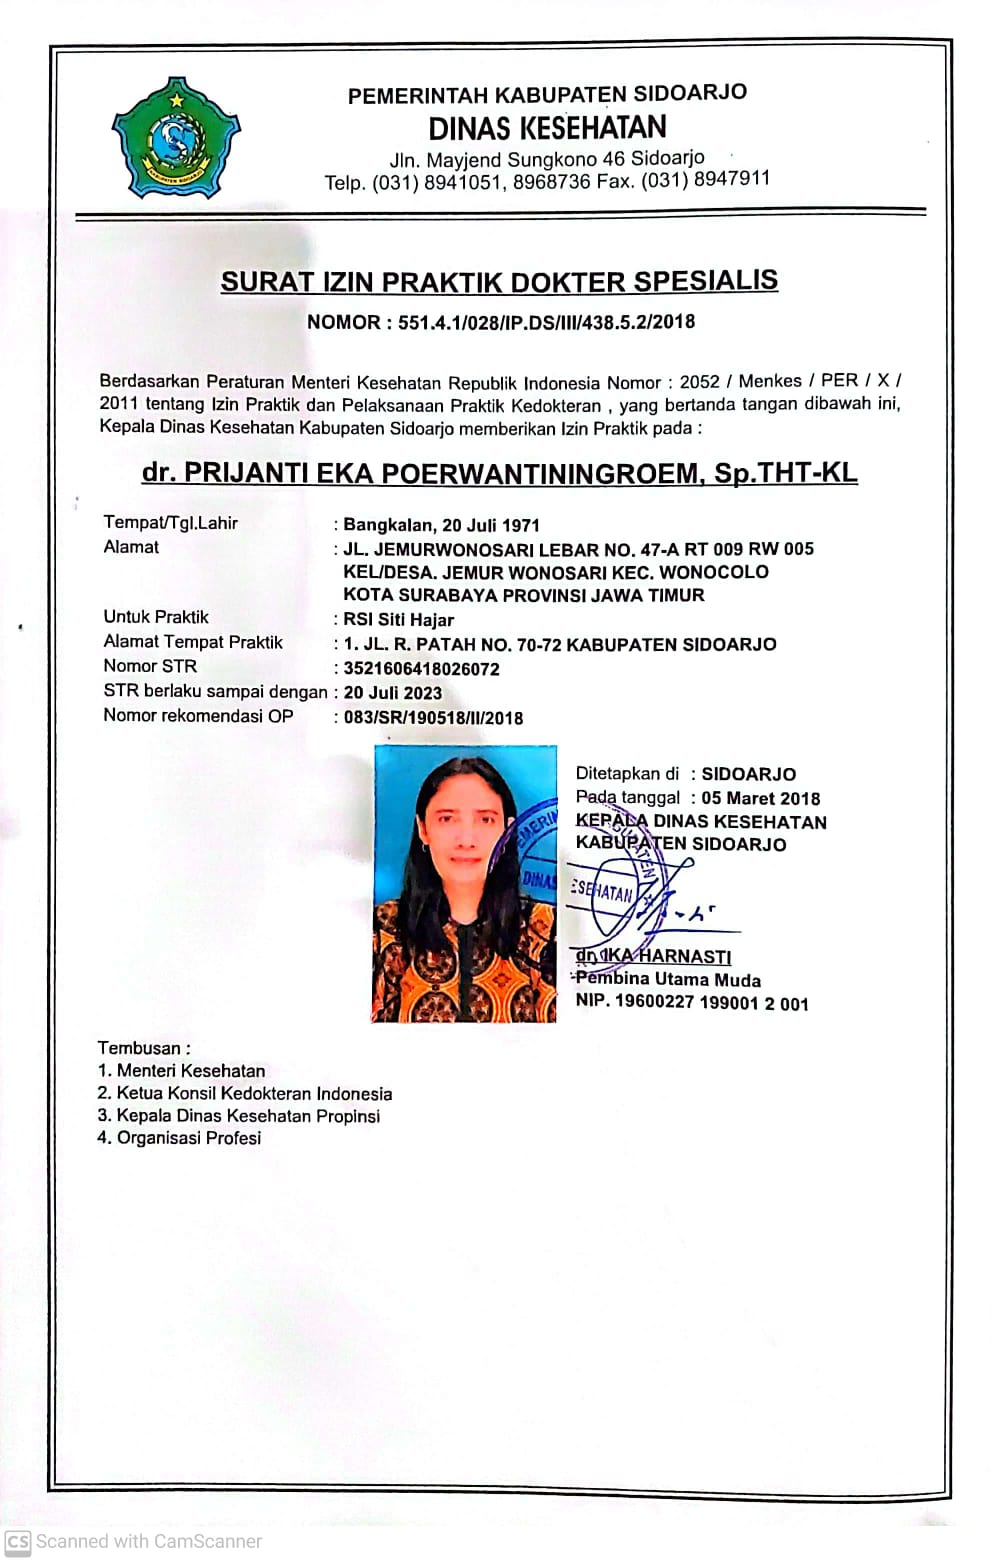 PEMERINTAH KABUPATEN SIDOARJO
DINAS KESEHATAN
Jln. Mayjend Sungkono 46 Sidoarjo
Telp. (031) 8941051, 8968736 Fax. (031) 8947911
KABUPATEN SIDOARJO
SURAT IZIN PRAKTIK DOKTER SPESIALIS
NOMOR : 551.4.1/028/IP.DS/III/438.5.2/2018
Berdasarkan Peraturan Menteri Kesehatan Republik Indonesia Nomor : 2052 / Menkes / PER / X /
2011 tentang Izin Praktik dan Pelaksanaan Praktik Kedokteran , yang bertanda tangan dibawah ini,
Kepala Dinas Kesehatan Kabupaten Sidoarjo memberikan Izin Praktik pada :
dr. PRIJANTI EKA POERWANTININGROEM, Sp.THT-KL
Tempat/Tgl.Lahir : Bangkalan, 20 Juli 1971
Alamat : JL. JEMURWONOSARI LEBAR NO. 47-A RT 009 RW 005
KEL/DESA. JEMUR WONOSARI KEC. WONOCOLO
KOTA SURABAYA PROVINSI JAWA TIMUR
Untuk Praktik : RSI Siti Hajar
Alamat Tempat Praktik : 1. JL. R. PATAH NO. 70-72 KABUPATEN SIDOARJO
Nomor STR : 3521606418026072
STR berlaku sampai dengan : 20 Juli 2023
Nomor rekomendasi OP : 083/SR/190518/II/2018
Ditetapkan di : SIDOARJO
Pada tanggal : 05 Maret 2018
KEPALA DINAS KESEHATAN
KABUPATEN SIDOARJO
DINAS KESEHATAN
dr. IKA HARNASTI
Pembina Utama Muda
NIP. 19600227 199001 2 001
Tembusan :
1. Menteri Kesehatan
2. Ketua Konsil Kedokteran Indonesia
3. Kepala Dinas Kesehatan Propinsi
4. Organisasi Profesi
CS Scanned with CamScanner